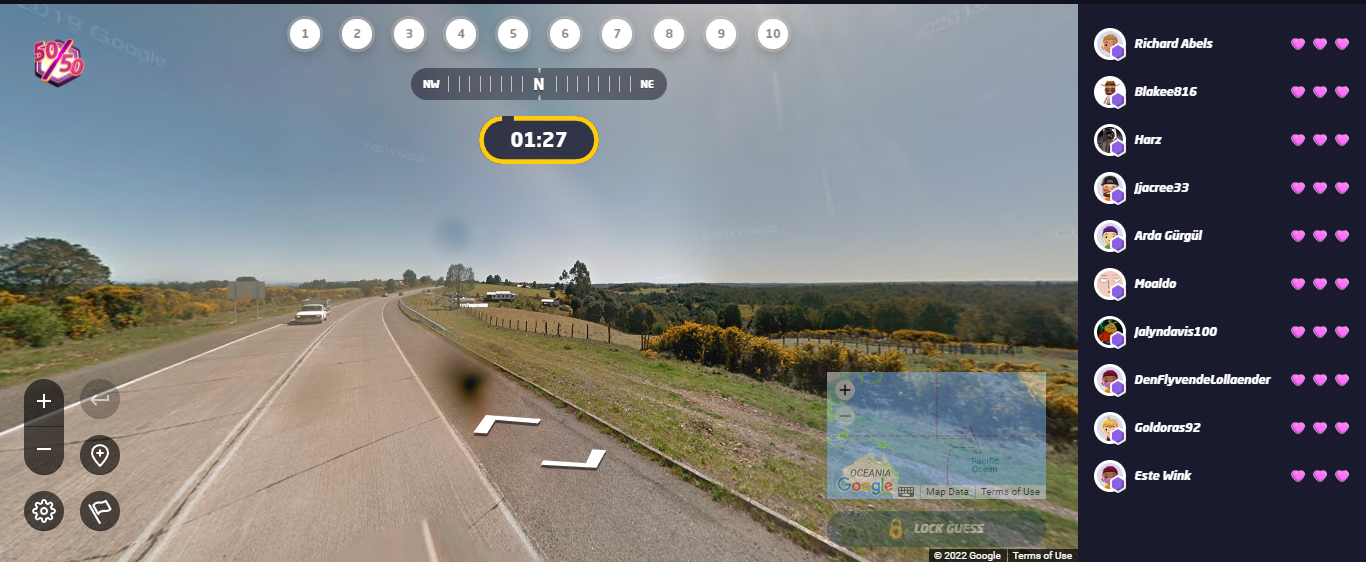 © 2019 Google
© 2019
50/50
1 2 3 4 5 6 7 8 9 10
NW N NE
01:27
© 2019 Google
© 2019 Google
Richard Abels
Blakee816
Harz
Jjacree33
Arda Gürgül
Moaldo
Jalyndavis100
DenFlyvendeLollaender
Goldoras92
Este Wink
+
−
+
−
Pacific
Ocean
OCEANIA
Google
Map Data
Terms of Use
LOCK GUESS
© 2022 Google
Terms of Use